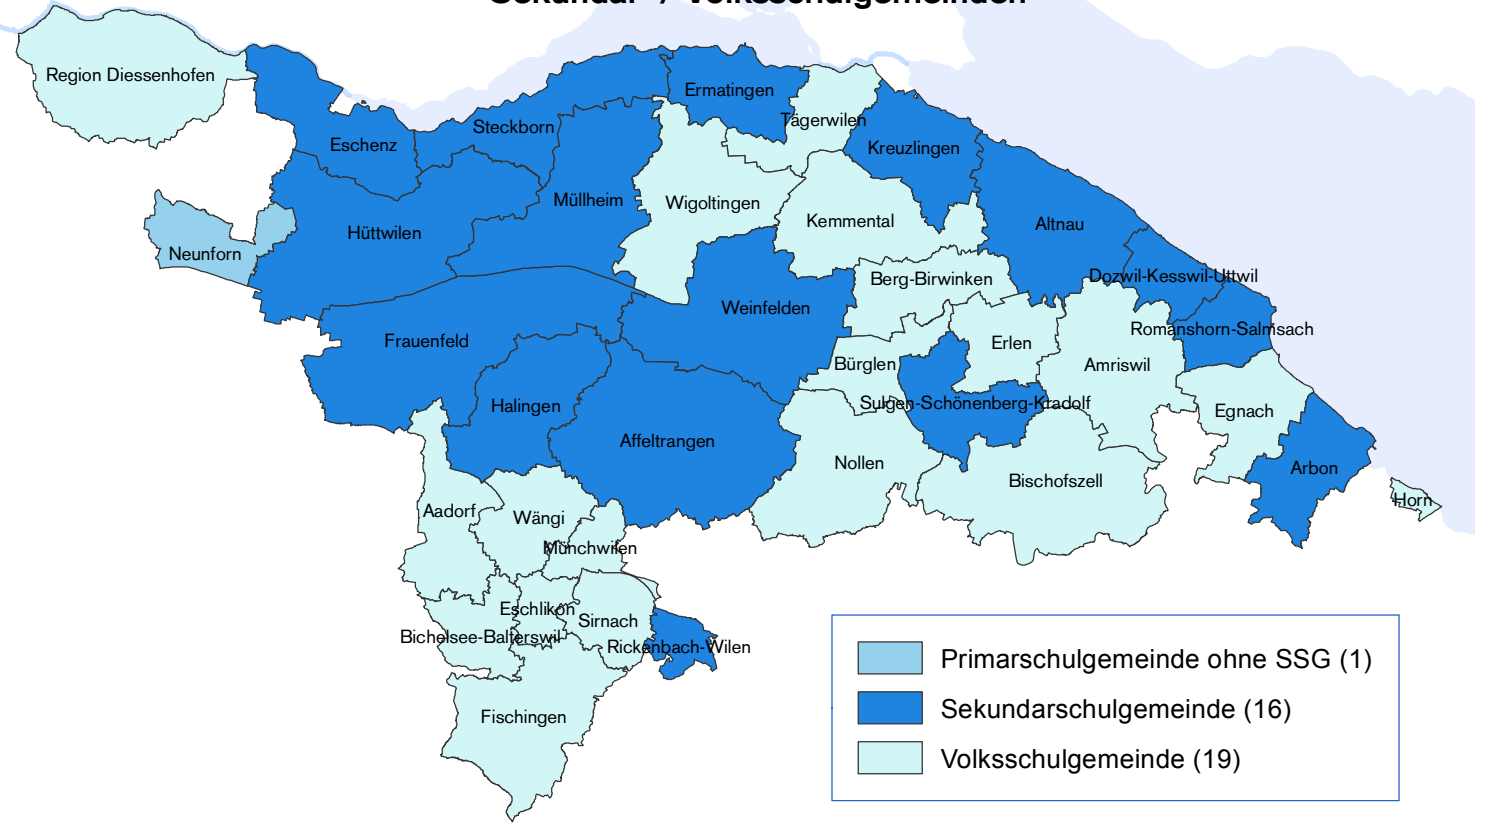 Sekundar- / Volksschulgemeinden
Region Diessenhofen
Ermatingen
Tägerwilen
Steckborn
Eschenz
Kreuzlingen
Müllheim
Wigoltingen
Kemmental
Altnau
Hüttwilen
Neunforn
Berg-Birwinken
Dozwil-Kesswil-Uttwil
Weinfelden
Romanshorn-Salmsach
Frauenfeld
Erlen
Bürglen
Amriswil
Halingen
Sulgen-Schönenberg-Kradolf
Egnach
Affeltrangen
Nollen
Arbon
Bischofszell
Horn
Aadorf
Wängi
Münchwilen
Eschlikon
Sirnach
Bichelsee-Balterswil
Rickenbach-Wilen
Fischingen
Primarschulgemeinde ohne SSG (1)
Sekundarschulgemeinde (16)
Volksschulgemeinde (19)